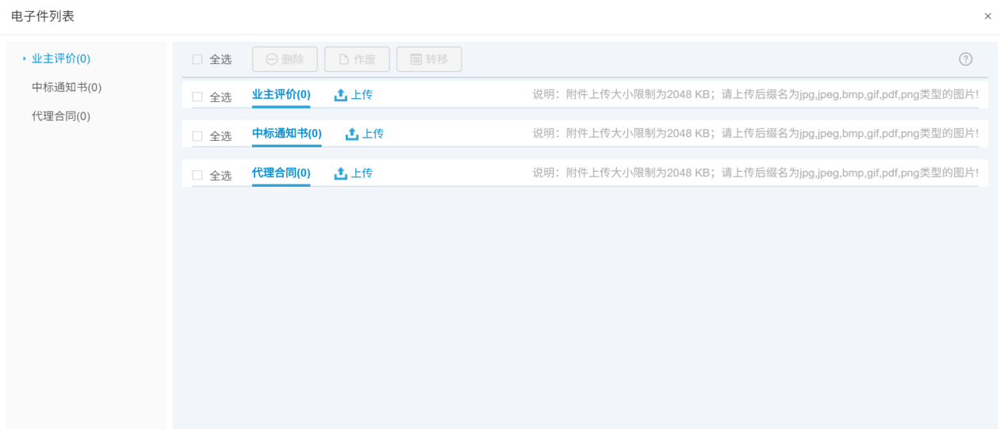 电子件列表 ×
业主评价(0)
中标通知书(0)
代理合同(0)
全选 删除 作废 转移 ?
全选 业主评价(0) 上传 说明：附件上传大小限制为2048 KB；请上传后缀名为jpg,jpeg,bmp,gif,pdf,png类型的图片!
全选 中标通知书(0) 上传 说明：附件上传大小限制为2048 KB；请上传后缀名为jpg,jpeg,bmp,gif,pdf,png类型的图片!
全选 代理合同(0) 上传 说明：附件上传大小限制为2048 KB；请上传后缀名为jpg,jpeg,bmp,gif,pdf,png类型的图片!